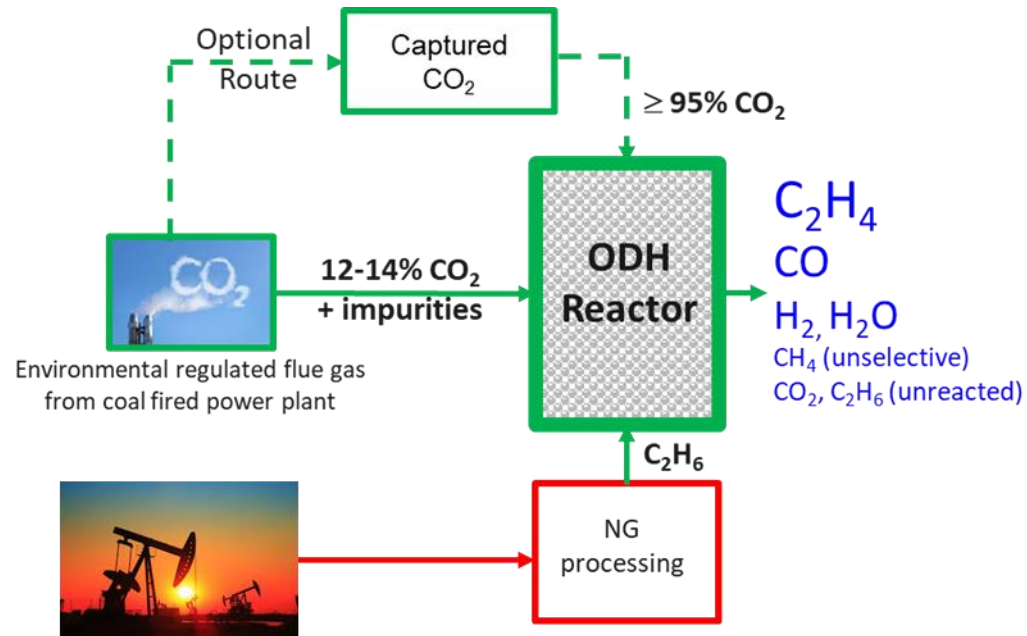 Optional
Route
Captured
CO₂
≥ 95% CO₂
CO₂
12-14% CO₂
+ impurities
ODH
Reactor
C₂H₄
CO
H₂, H₂O
CH₄ (unselective)
CO₂, C₂H₆ (unreacted)
Environmental regulated flue gas
from coal fired power plant
C₂H₆
NG
processing